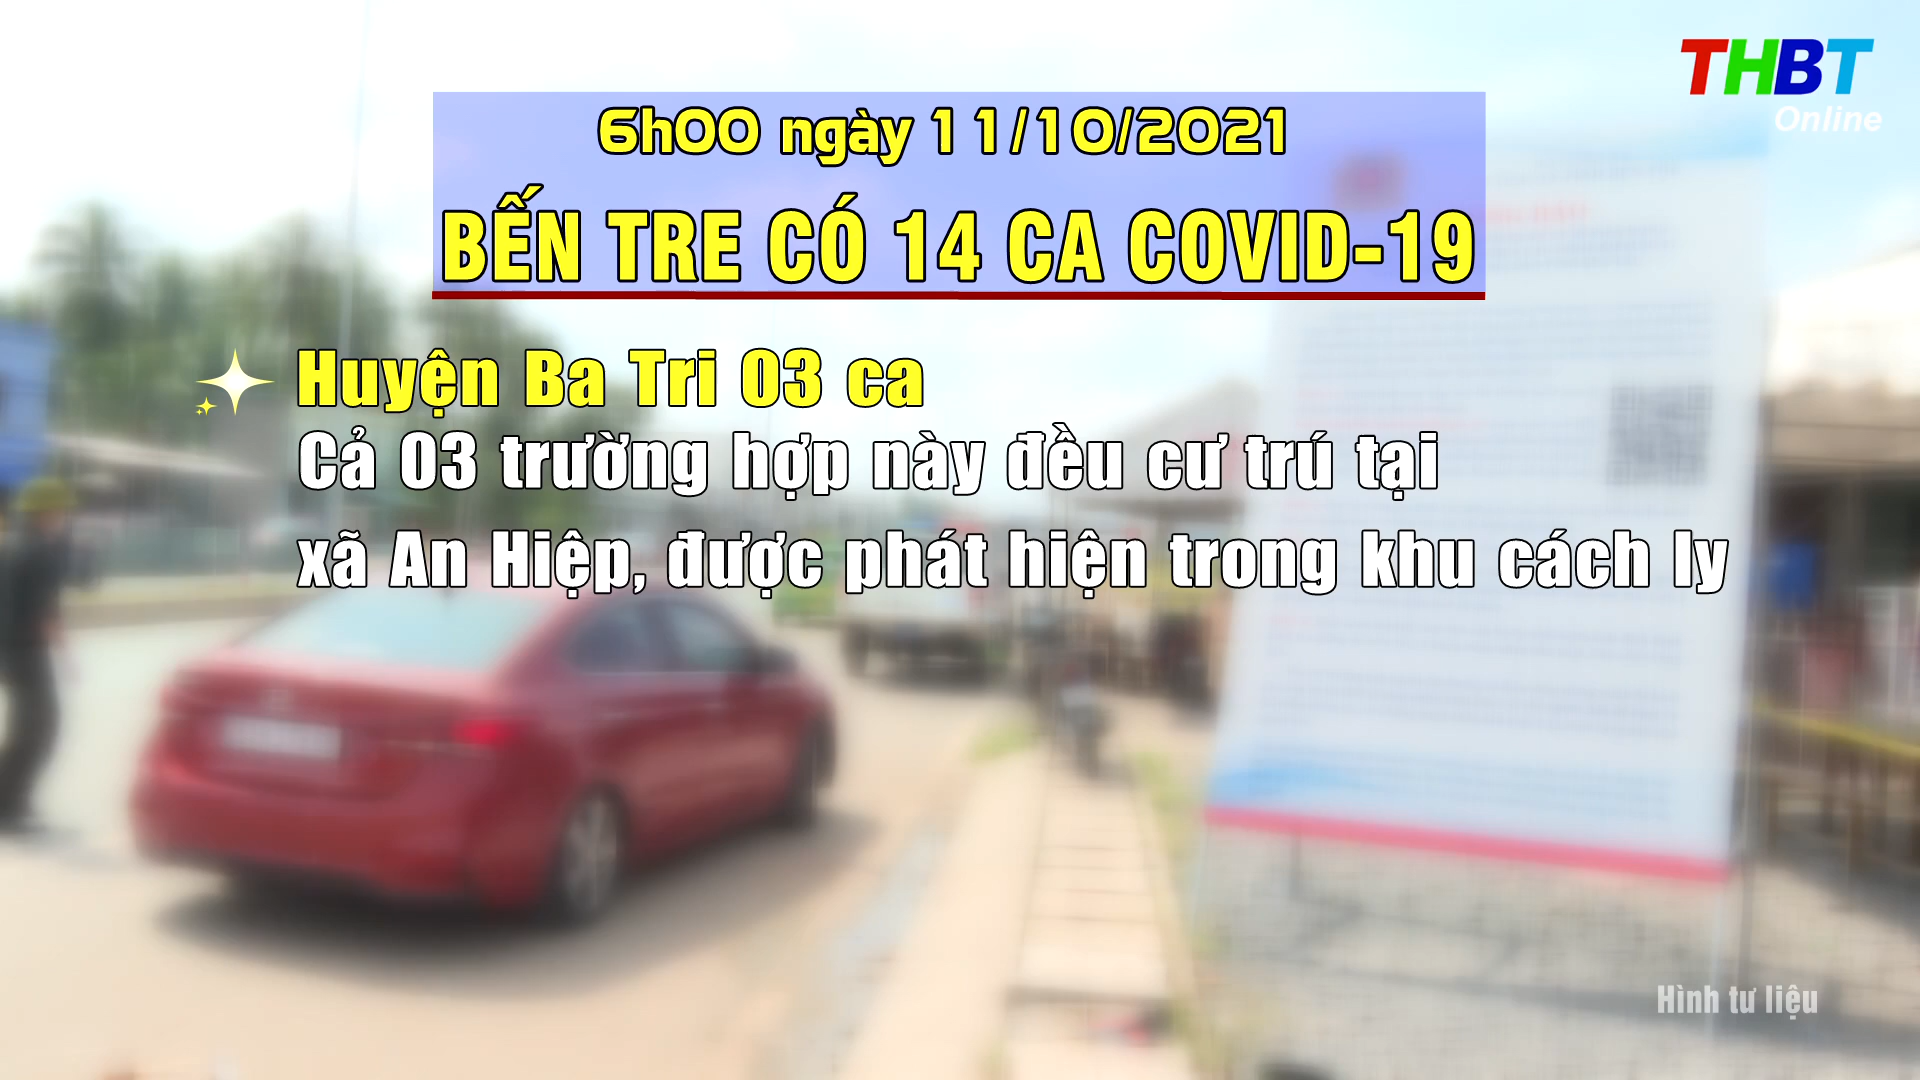 THBT
Online
6h00 ngày 11/10/2021
BẾN TRE CÓ 14 CA COVID-19
Huyện Ba Tri 03 ca
Cả 03 trường hợp này đều cư trú tại
xã An Hiệp, được phát hiện trong khu cách ly
Hình tư liệu